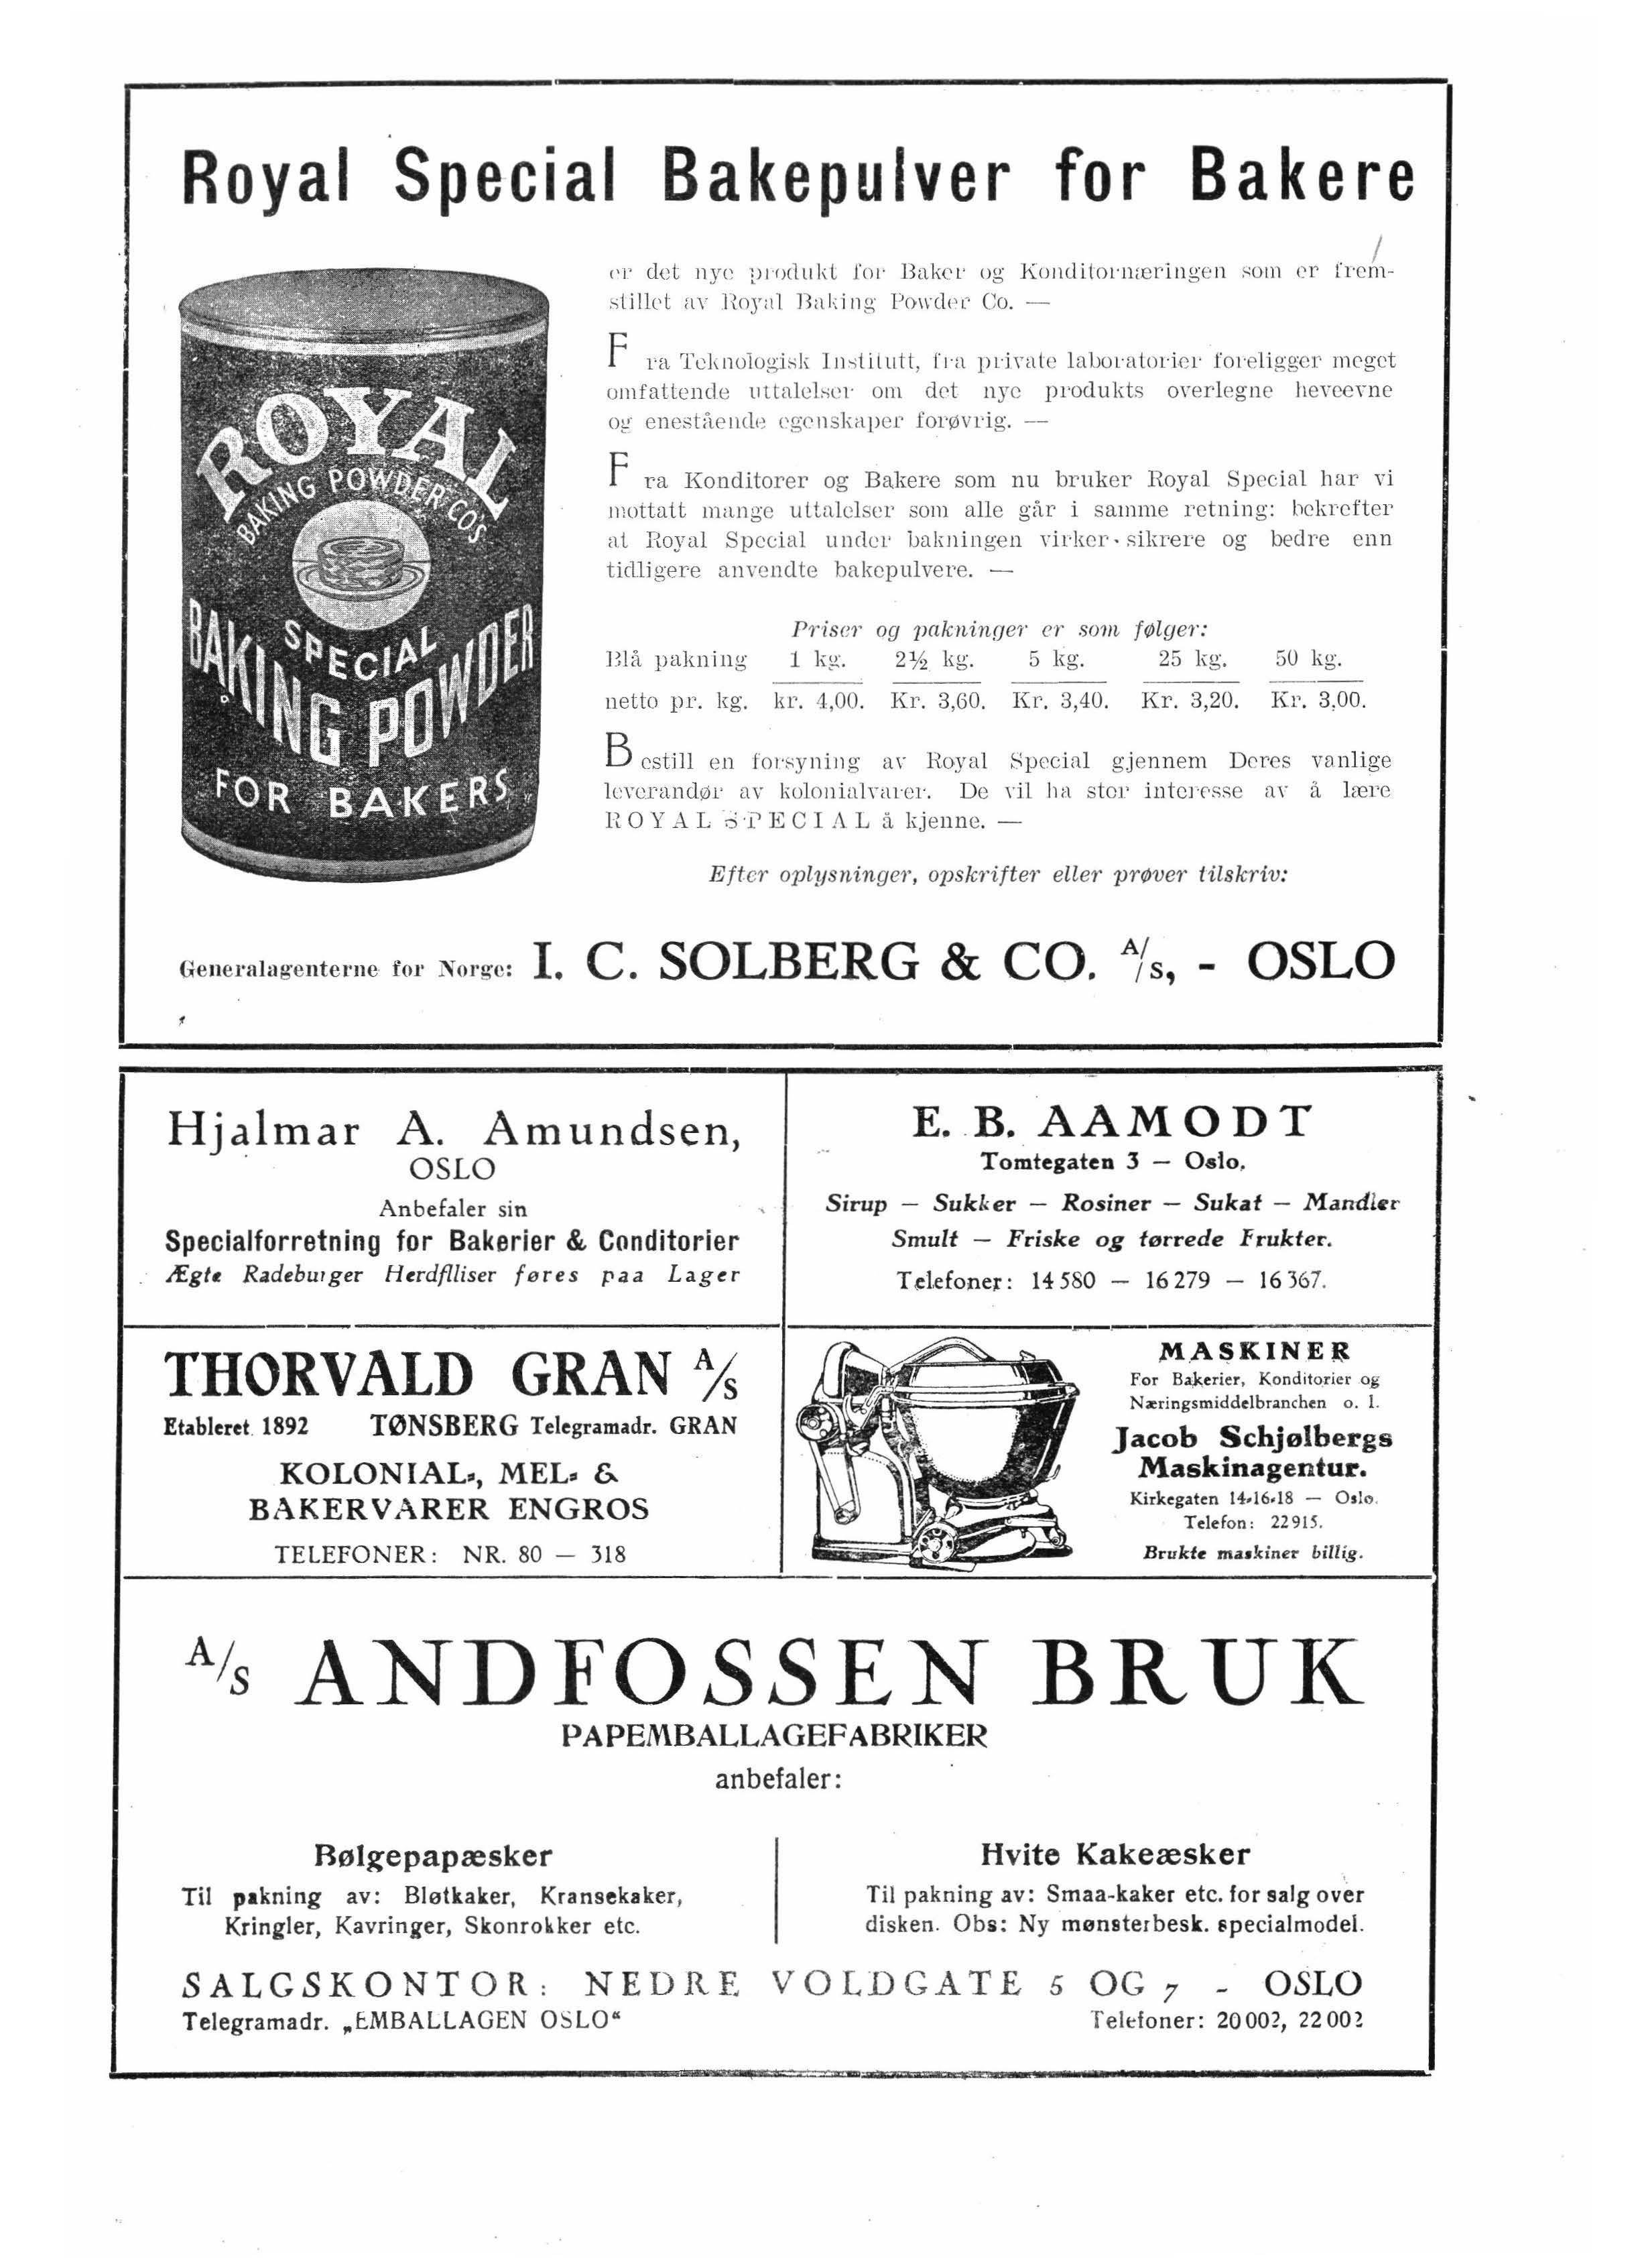 Royal Special Bakepulver for Bakere
er det nye produkt for Baker og Konditornæringen som er frem-
stillet av Royal Baking Powder Co. —
Fra Teknologisk Institutt, fra private laboratorier foreligger meget
omfattende uttalelser om det nye produkts overlegne heveevne
og enestående egenskaper forøvrig. —
Fra Konditorer og Bakere som nu bruker Royal Special har vi
mottatt mange uttalelser som alle går i samme retning: bekrefter
at Royal Special under bakningen virker sikrere og bedre enn
tidligere anvendte bakepulvere. —
Priser og pakninger er som følger:
Blå pakning 1 kg. 2½ kg. 5 kg. 25 kg. 50 kg.
netto pr. kg. kr. 4,00. Kr. 3,60. Kr. 3,40. Kr. 3,20. Kr. 3,00.
Bestill en forsyning av Royal Special gjennem Deres vanlige
leverandør av kolonialvarer. De vil ha stor interesse av å lære
ROYAL SPECIAL å kjenne. —
Efter oplysninger, opskrifter eller prøver tilskriv:
ROYAL
BAKING POWDER CO'S
SPECIAL
BAKING POWDER
FOR BAKERS
Generalagenterne for Norge: I. C. SOLBERG & CO. A/S, - OSLO
Hjalmar A. Amundsen,
OSLO
Anbefaler sin
Specialforretning for Bakerier & Conditorier
Ægte Radeburger Herdflliser føres paa Lager
E. B. AAMODT
Tomtegaten 3 — Oslo.
Sirup — Sukker — Rosiner — Sukat — Mandler
Smult — Friske og tørrede Frukter.
Telefoner: 14580 — 16279 — 16367.
THORVALD GRAN A/S
Etableret 1892 TØNSBERG Telegramadr. GRAN
KOLONIAL-, MEL- &
BAKERVARER ENGROS
TELEFONER: NR. 80 — 318
MASKINER
For Bakerier, Konditorier og
Næringsmiddelbranchen o. l.
Jacob Schjølbergs
Maskinagentur.
Kirkegaten 14-16-18 — Oslo.
Telefon: 22915.
Brukte maskiner billig.
A/S ANDFOSSEN BRUK
PAPEMBALLAGEFABRIKER
anbefaler:
Bølgepapæsker
Til pakning av: Bløtkaker, Kransekaker,
Kringler, Kavringer, Skonrokker etc.
Hvite Kakeæsker
Til pakning av: Smaa-kaker etc. for salg over
disken. Obs: Ny mønsterbesk. specialmodel.
SALGSKONTOR: NEDRE VOLDGATE 5 OG 7 - OSLO
Telegramadr. „EMBALLAGEN OSLO“ Telefoner: 20002, 22002